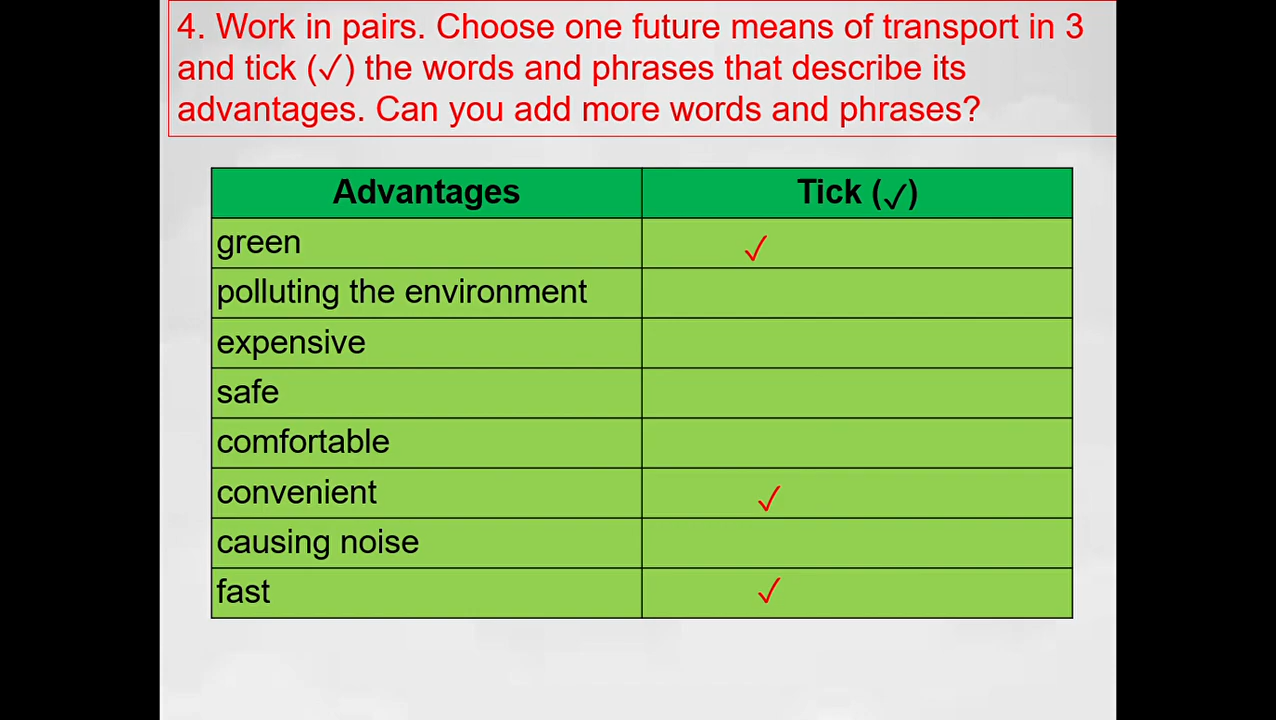 4. Work in pairs. Choose one future means of transport in 3
and tick (✓) the words and phrases that describe its
advantages. Can you add more words and phrases?
Advantages Tick (✓)
green ✓
polluting the environment
expensive
safe
comfortable
convenient ✓
causing noise
fast ✓